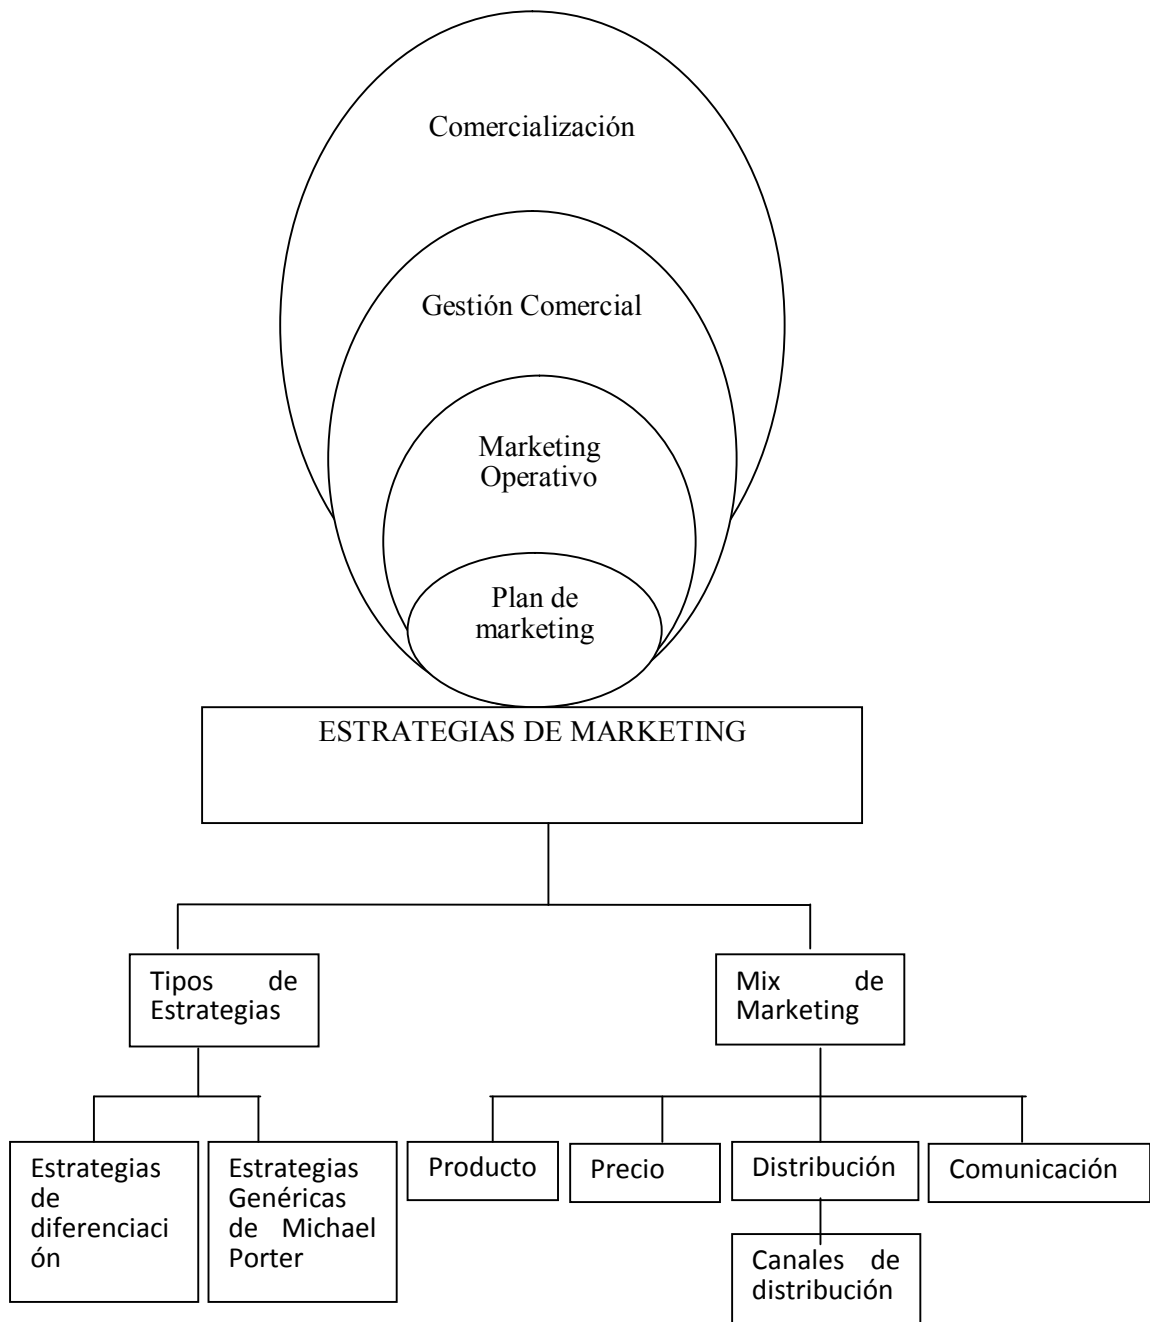 Comercialización
Gestión Comercial
Marketing
Operativo
Plan de
marketing
ESTRATEGIAS DE MARKETING
Tipos de
Estrategias
Mix de
Marketing
Estrategias
de
diferenciaci
ón
Estrategias
Genéricas
de Michael
Porter
Producto
Precio
Distribución
Comunicación
Canales de
distribución